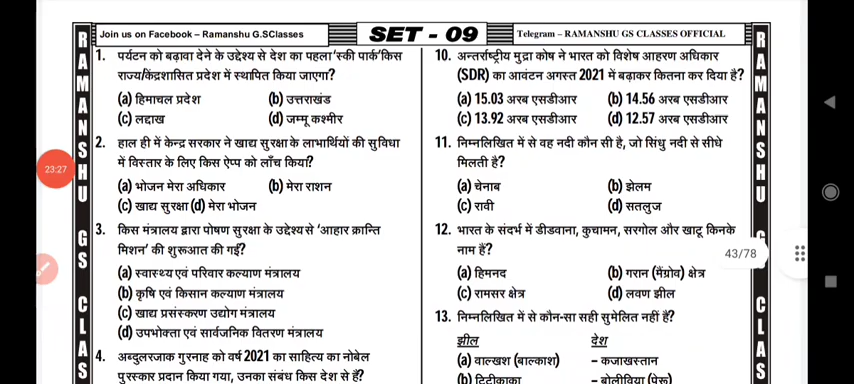 Join us on Facebook – Ramanshu G.SClasses
SET - 09
Telegram – RAMANSHU GS CLASSES OFFICIAL
RAMANSHU GS CLAS
1. पर्यटन को बढ़ावा देने के उद्देश्य से देश का पहला 'स्की पार्क' किस
राज्य/केंद्रशासित प्रदेश में स्थापित किया जाएगा?
(a) हिमाचल प्रदेश (b) उत्तराखंड
(c) लद्दाख (d) जम्मू कश्मीर
2. हाल ही में केन्द्र सरकार ने खाद्य सुरक्षा के लाभार्थियों की सुविधा
में विस्तार के लिए किस ऐप्प को लॉंच किया?
(a) भोजन मेरा अधिकार (b) मेरा राशन
(c) खाद्य सुरक्षा (d) मेरा भोजन
3. किस मंत्रालय द्वारा पोषण सुरक्षा के उद्देश्य से 'आहार क्रान्ति
मिशन' की शुरूआत की गई?
(a) स्वास्थ्य एवं परिवार कल्याण मंत्रालय
(b) कृषि एवं किसान कल्याण मंत्रालय
(c) खाद्य प्रसंस्करण उद्योग मंत्रालय
(d) उपभोक्ता एवं सार्वजनिक वितरण मंत्रालय
4. अब्दुलरजाक गुरनाह को वर्ष 2021 का साहित्य का नोबेल
पुरस्कार प्रदान किया गया, उनका संबंध किस देश से हैं?
10. अन्तर्राष्ट्रीय मुद्रा कोष ने भारत को विशेष आहरण अधिकार
(SDR) का आवंटन अगस्त 2021 में बढ़ाकर कितना कर दिया है?
(a) 15.03 अरब एसडीआर (b) 14.56 अरब एसडीआर
(c) 13.92 अरब एसडीआर (d) 12.57 अरब एसडीआर
11. निम्नलिखित में से वह नदी कौन सी है, जो सिंधु नदी से सीधे
मिलती है?
(a) चेनाब (b) झेलम
(c) रावी (d) सतलुज
12. भारत के संदर्भ में डीडवाना, कुचामन, सरगोल और खाटू किनके
नाम हैं?
(a) हिमनद (b) गरान (मैंग्रोव) क्षेत्र
(c) रामसर क्षेत्र (d) लवण झील
13. निम्नलिखित में से कौन-सा सही सुमेलित नहीं हैं?
झील देश
(a) वाल्खश (बाल्काश) – कजाखस्तान
(b) टिटीकाका – बोलीविया (पेरू)
RAMANSHU G CLAS
23:27
43/78